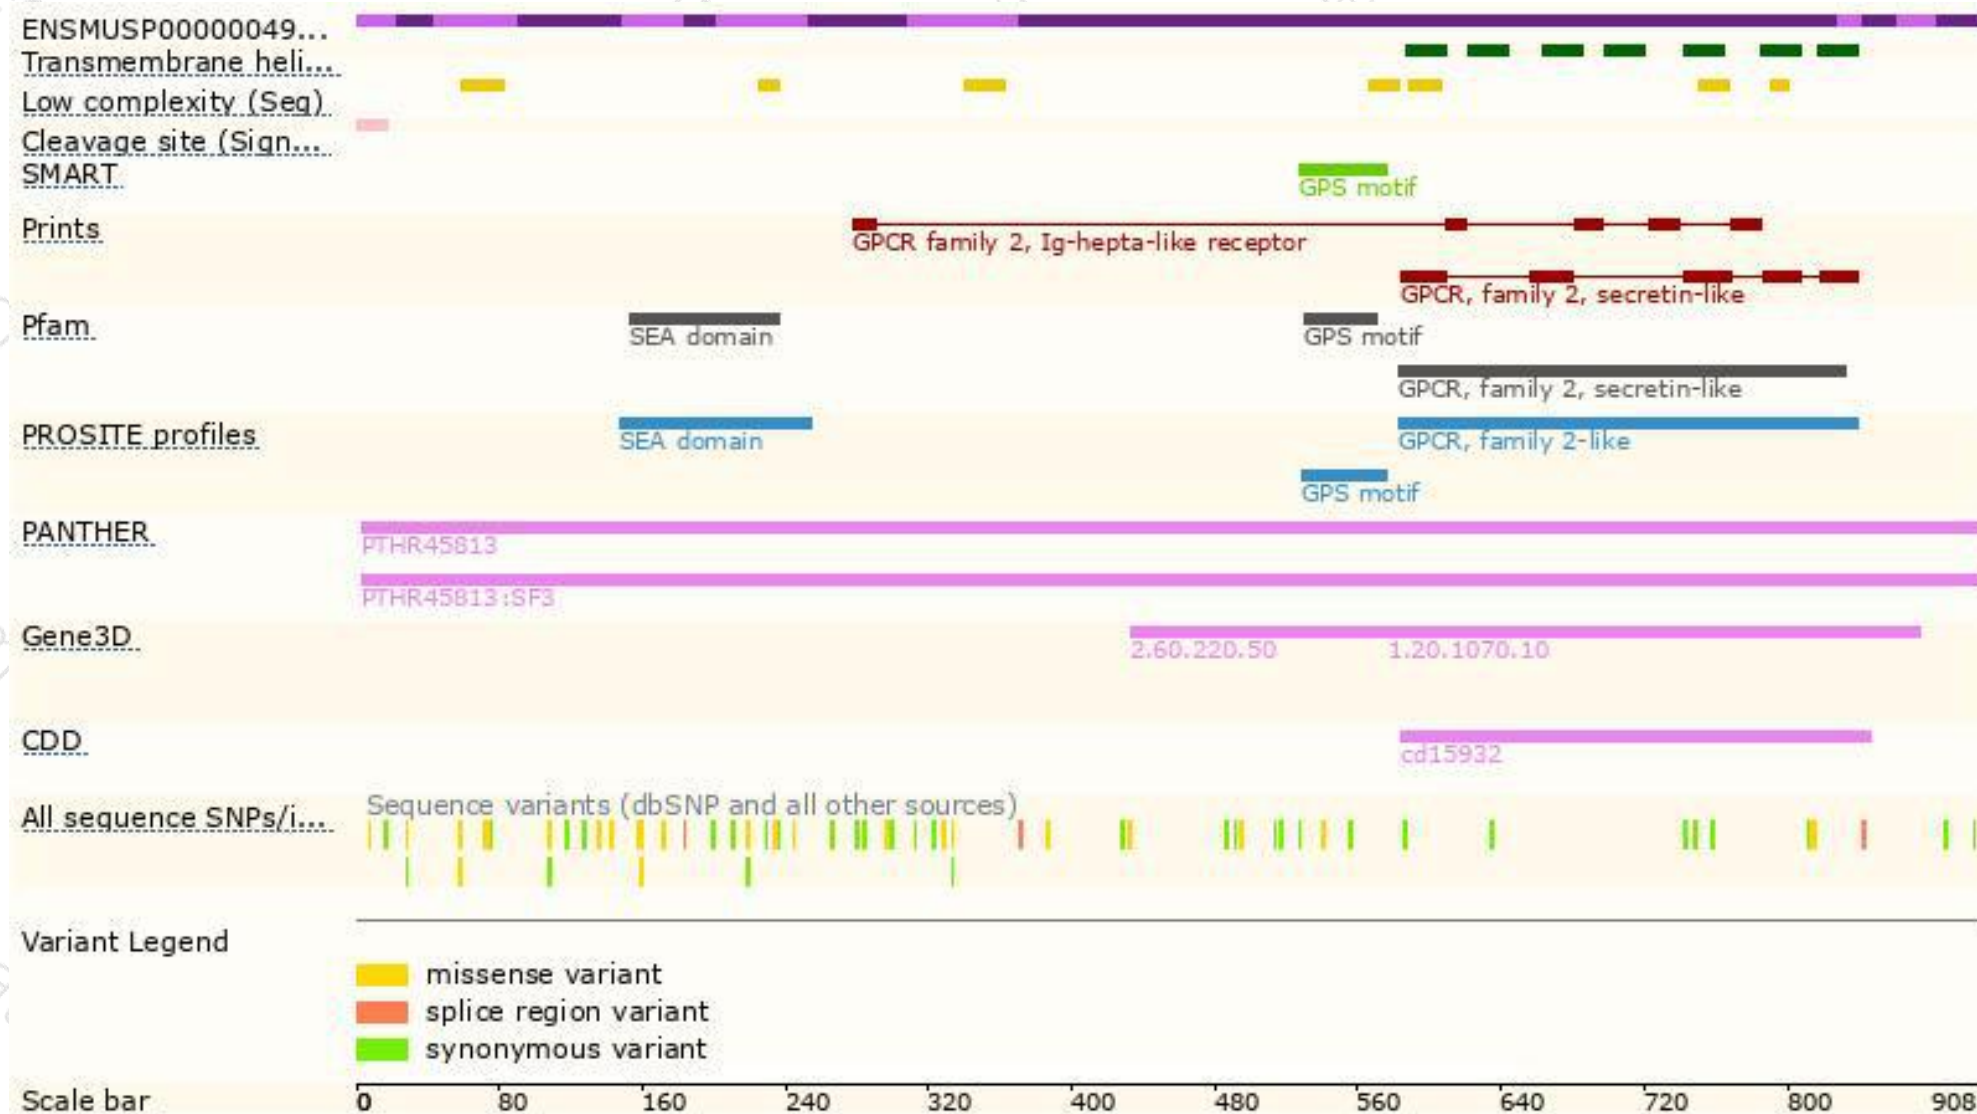 ENSMUSP00000049...
Transmembrane heli...
Low complexity (Seg)
Cleavage site (Sign...
SMART
GPS motif
Prints
GPCR family 2, Ig-hepta-like receptor
GPCR, family 2, secretin-like
Pfam
SEA domain
GPS motif
GPCR, family 2, secretin-like
PROSITE profiles
SEA domain
GPCR, family 2-like
GPS motif
PANTHER
PTHR45813
PTHR45813:SF3
Gene3D
2.60.220.50
1.20.1070.10
CDD
cd15932
All sequence SNPs/i...
Sequence variants (dbSNP and all other sources)
Variant Legend
missense variant
splice region variant
synonymous variant
Scale bar
0 80 160 240 320 400 480 560 640 720 800 908